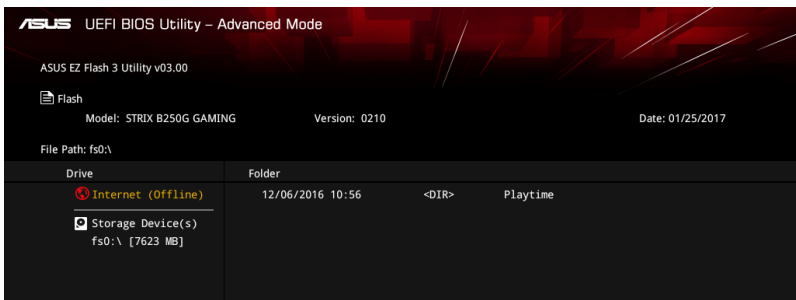 ASUS UEFI BIOS Utility – Advanced Mode
ASUS EZ Flash 3 Utility v03.00
Flash
Model: STRIX B250G GAMING Version: 0210 Date: 01/25/2017
File Path: fs0:\
Drive Folder
Internet (Offline) 12/06/2016 10:56 <DIR> Playtime
Storage Device(s)
fs0:\ [7623 MB]